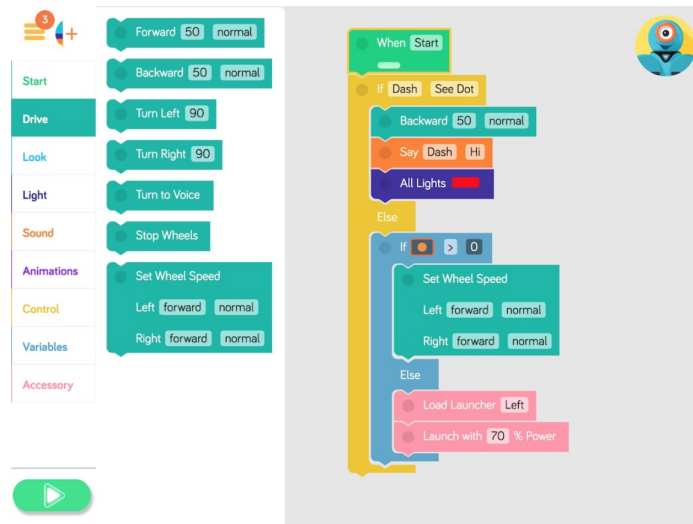 3
+
Start
Drive
Look
Light
Sound
Animations
Control
Variables
Accessory
Forward 50 normal
Backward 50 normal
Turn Left 90
Turn Right 90
Turn to Voice
Stop Wheels
Set Wheel Speed
Left forward normal
Right forward normal
When Start
If Dash See Dot
Backward 50 normal
Say Dash Hi
All Lights
Else
If > 0
Set Wheel Speed
Left forward normal
Right forward normal
Else
Load Launcher Left
Launch with 70 % Power